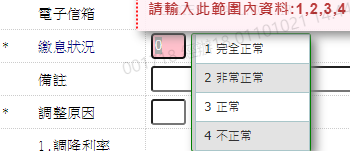 電子信箱
請輸入此範圍內資料:1,2,3,4
* 繳息狀況 0
1 完全正常
備註
2 非常正常
* 調整原因
3 正常
4 不正常
1.調降利率